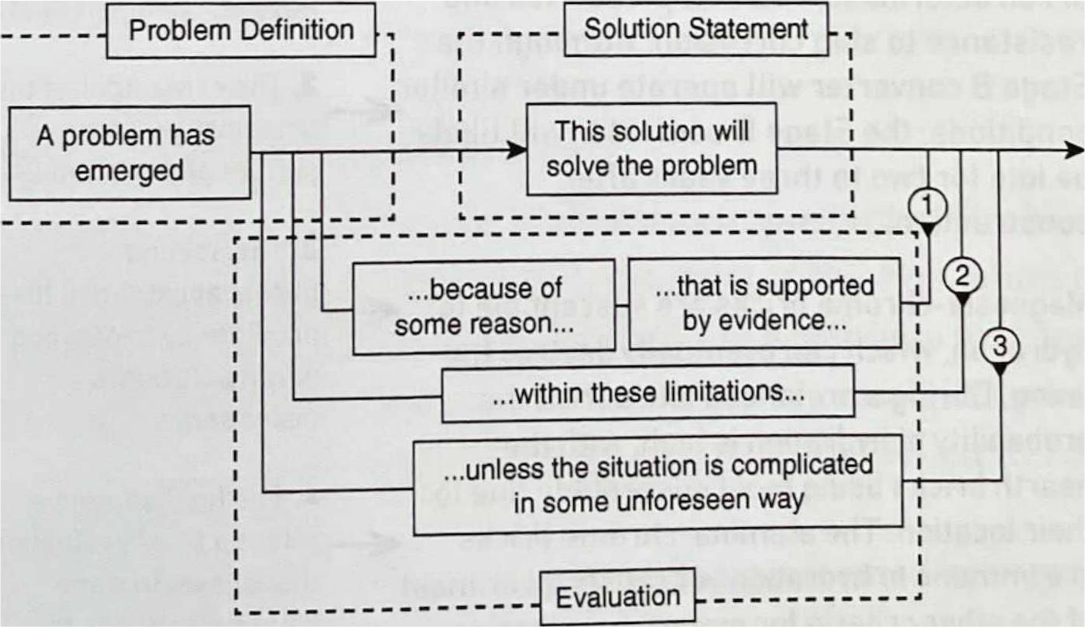 Problem Definition
Solution Statement
A problem has
emerged
This solution will
solve the problem
1
2
3
...because of
some reason...
...that is supported
by evidence...
...within these limitations...
...unless the situation is complicated
in some unforeseen way
Evaluation